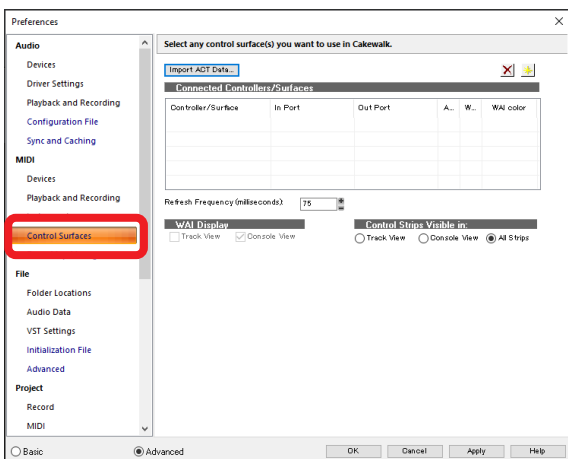 Preferences
Audio
Devices
Driver Settings
Playback and Recording
Configuration File
Sync and Caching
MIDI
Devices
Playback and Recording
Control Surfaces
File
Folder Locations
Audio Data
VST Settings
Initialization File
Advanced
Project
Record
MIDI
Select any control surface(s) you want to use in Cakewalk.
Import ACT Data...
Connected Controllers/Surfaces
Controller/Surface In Port Out Port A... W... WAI color
Refresh Frequency (milliseconds): 75
WAI Display
Track View Console View
Control Strips Visible in:
Track View Console View All Strips
Basic Advanced OK Cancel Apply Help